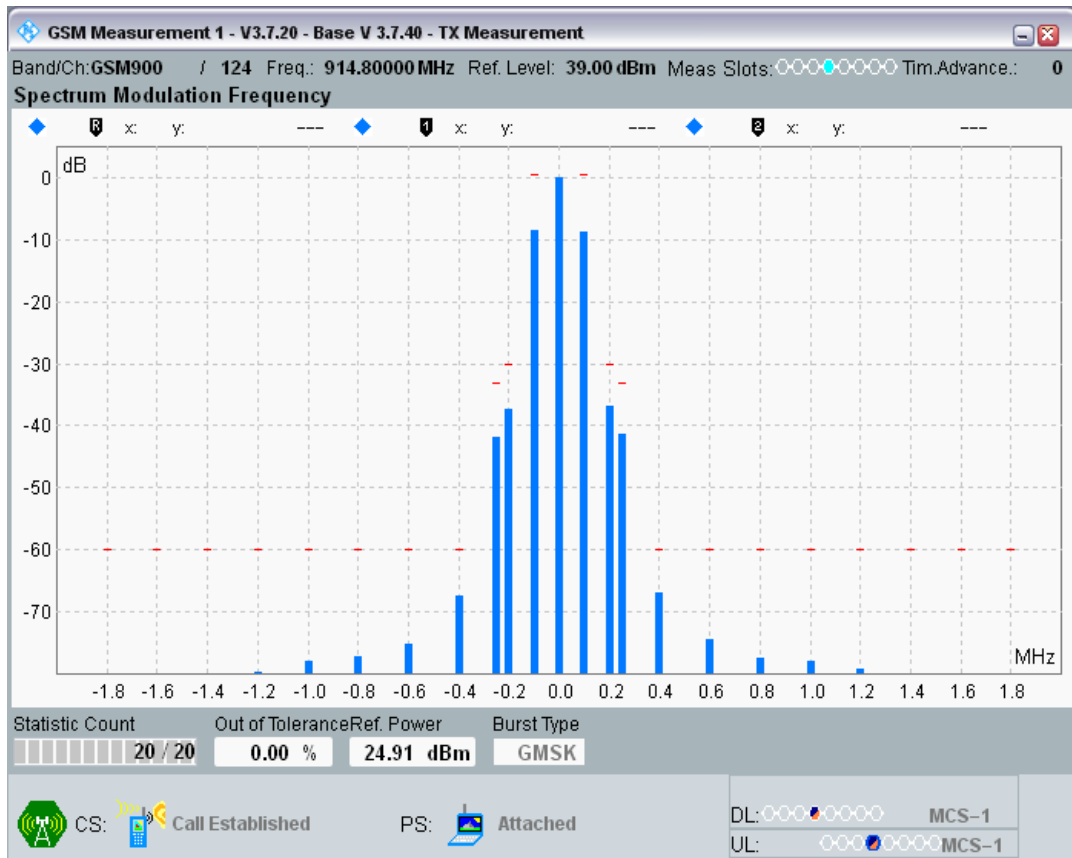 GSM Measurement 1 - V3.7.20 - Base V 3.7.40 - TX Measurement
Band/Ch:GSM900 / 124 Freq.: 914.80000 MHz Ref. Level: 39.00 dBm Meas Slots: Tim.Advance.: 0
Spectrum Modulation Frequency
R x: y: --- 1 x: y: --- 2 x: y: ---
dB
0
-10
-20
-30
-40
-50
-60
-70
MHz
-1.8 -1.6 -1.4 -1.2 -1.0 -0.8 -0.6 -0.4 -0.2 0.0 0.2 0.4 0.6 0.8 1.0 1.2 1.4 1.6 1.8
Statistic Count Out of Tolerance Ref. Power Burst Type
20 / 20 0.00 % 24.91 dBm GMSK
CS: Call Established PS: Attached
DL: MCS-1
UL: MCS-1